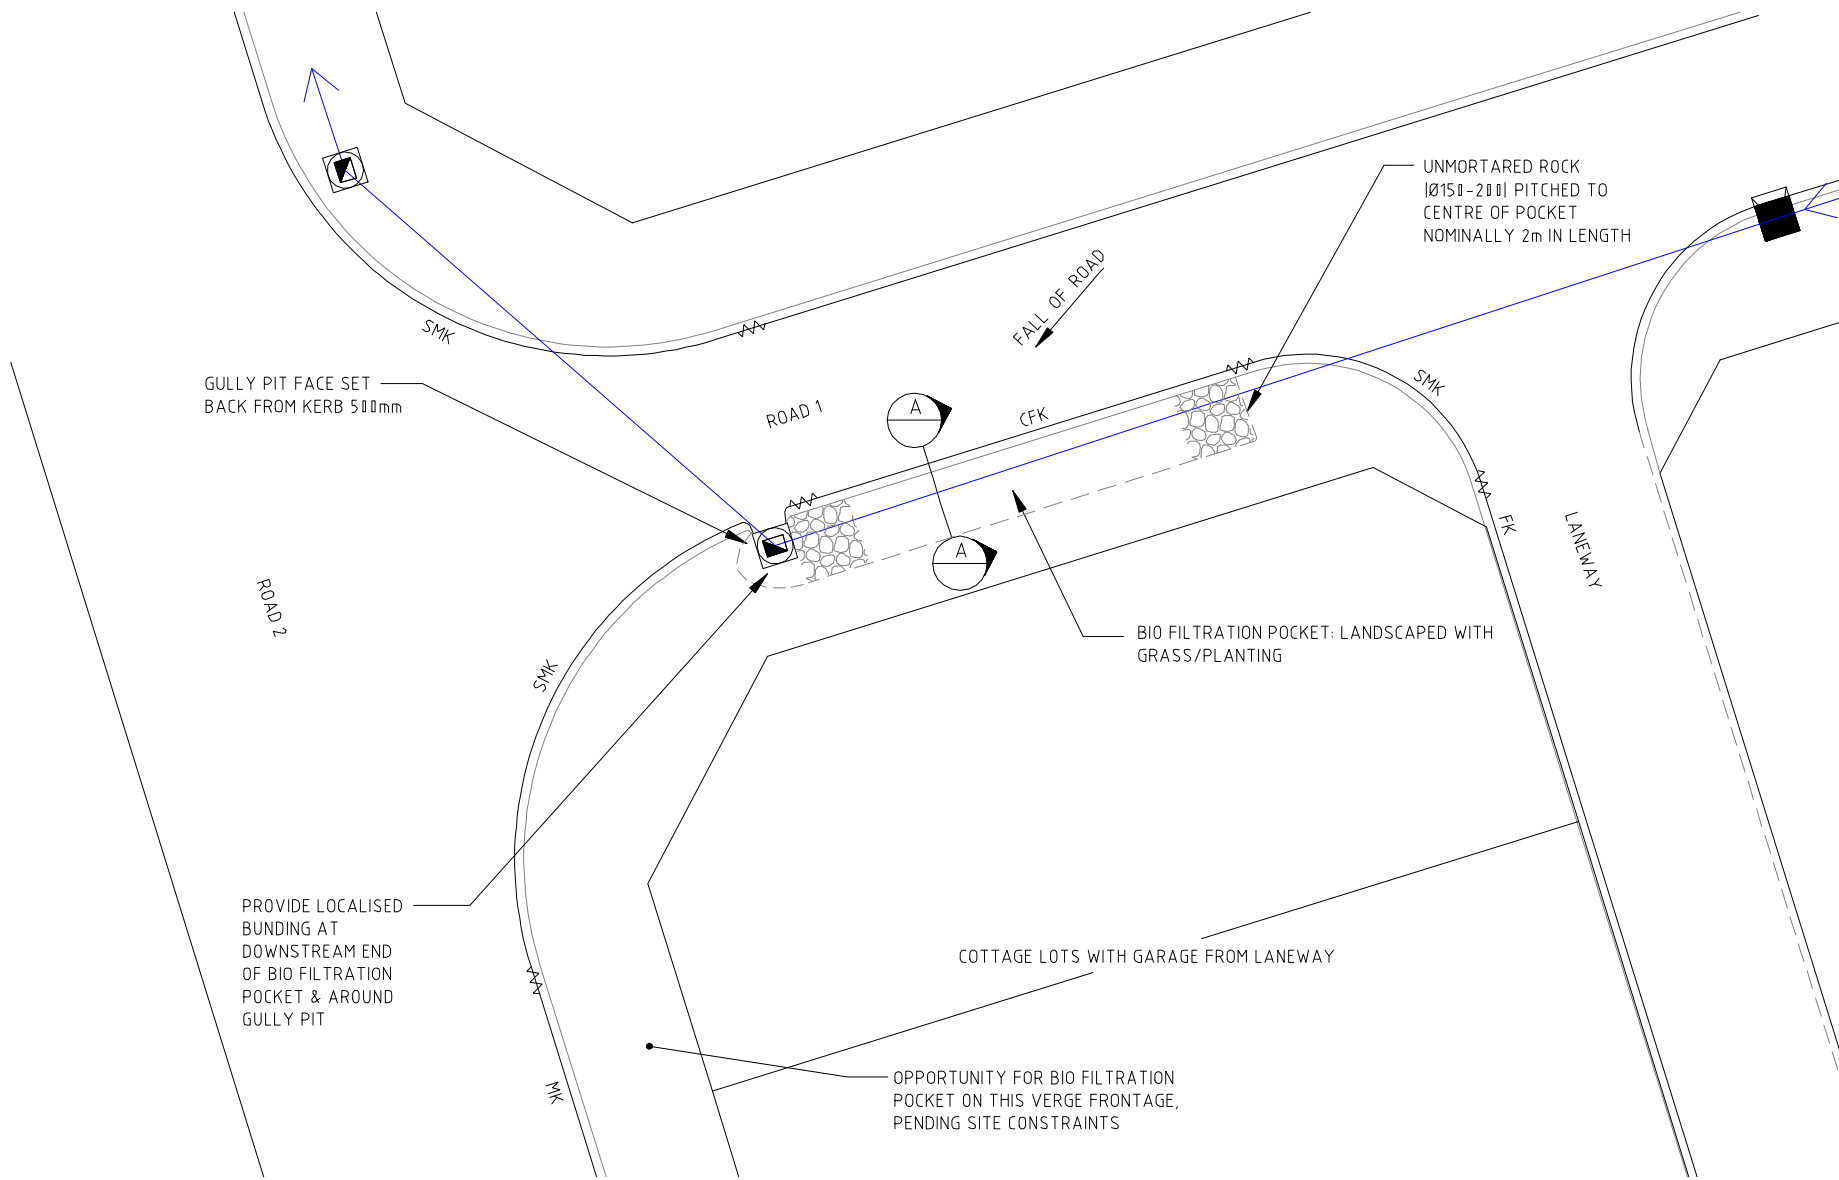 UNMORTARED ROCK
|Ø150-200| PITCHED TO
CENTRE OF POCKET
NOMINALLY 2m IN LENGTH
FALL OF ROAD
SMK
GULLY PIT FACE SET
BACK FROM KERB 500mm
ROAD 1
A
CFK
SMK
FK
LANEWAY
A
ROAD 2
BIO FILTRATION POCKET: LANDSCAPED WITH
GRASS/PLANTING
SMK
PROVIDE LOCALISED
BUNDING AT
DOWNSTREAM END
OF BIO FILTRATION
POCKET & AROUND
GULLY PIT
COTTAGE LOTS WITH GARAGE FROM LANEWAY
MK
OPPORTUNITY FOR BIO FILTRATION
POCKET ON THIS VERGE FRONTAGE,
PENDING SITE CONSTRAINTS